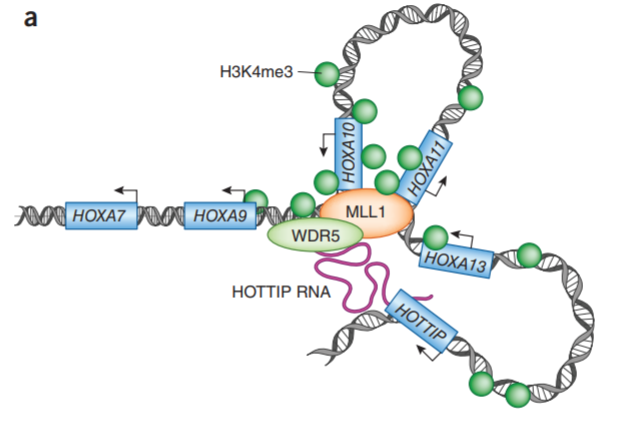 a
H3K4me3
HOXA10
HOXA11
HOXA7
HOXA9
MLL1
WDR5
HOXA13
HOTTIP RNA
HOTTIP